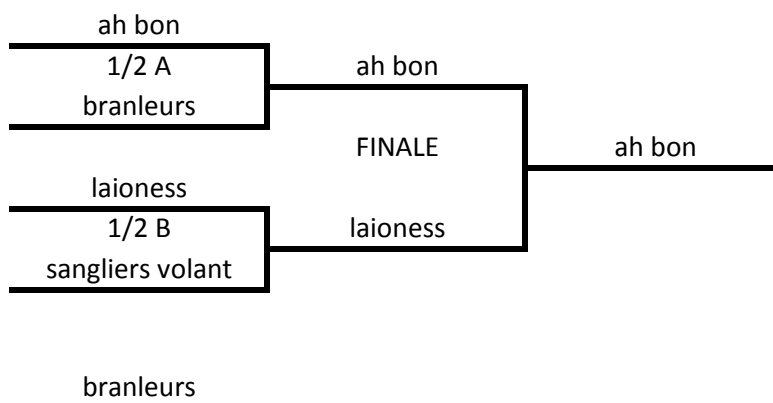 ah bon
1/2 A
branleurs
ah bon
FINALE
ah bon
laioness
1/2 B
sangliers volant
laioness
branleurs